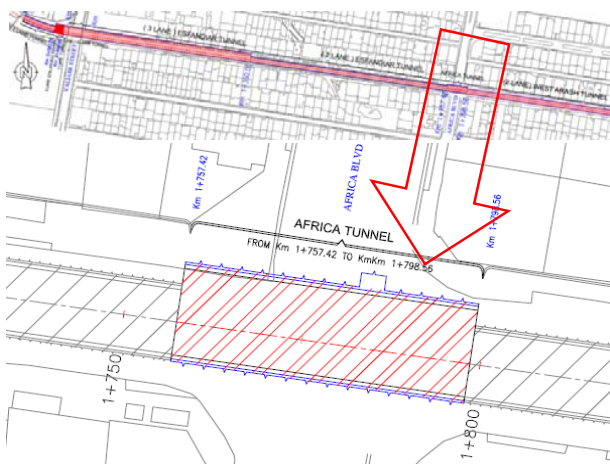 ( 3 LANE ) ESFANDIAR TUNNEL
( 2 LANE ) ESFANDIAR TUNNEL
AFRICA TUNNEL
LANE) WEST ARASH TUNNEL
AFRICA BLVD
Km 1+757.42
AFRICA BLVD
Km 1+798.56
AFRICA TUNNEL
FROM Km 1+757.42 TO KmKm 1+798.56
1+750
1+800